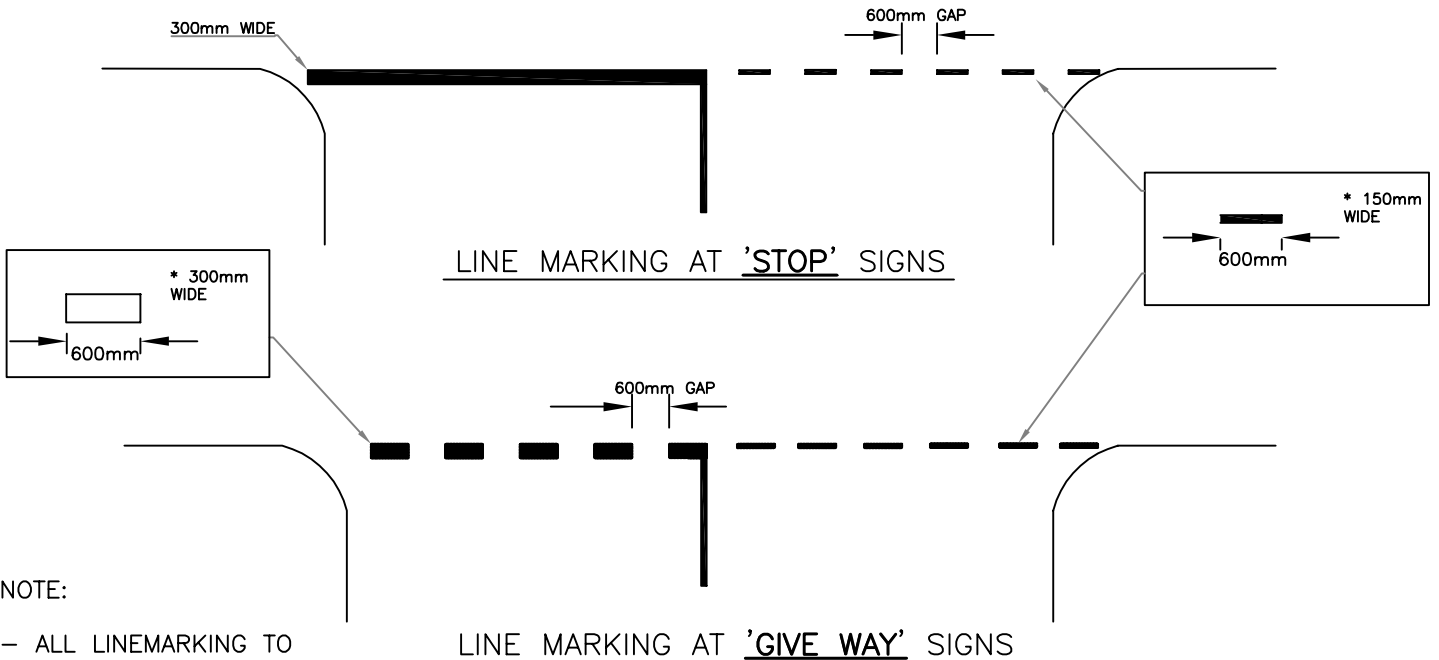 300mm WIDE
600mm GAP
* 150mm
WIDE
600mm
LINE MARKING AT 'STOP' SIGNS
* 300mm
WIDE
600mm
600mm GAP
NOTE:
– ALL LINEMARKING TO
LINE MARKING AT 'GIVE WAY' SIGNS